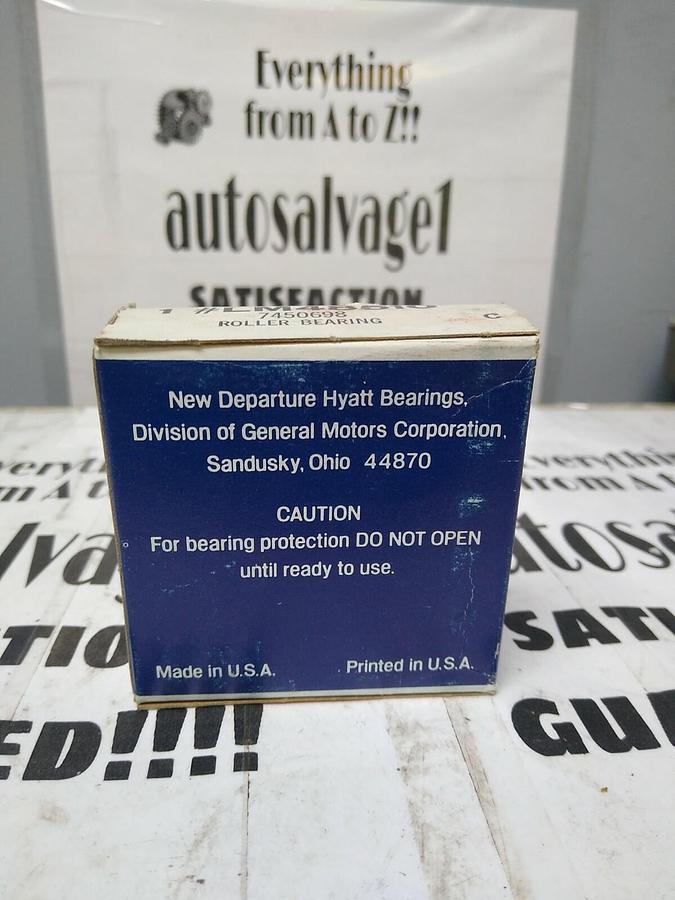 Everything
from A to Z!!
autosalvage1
SATISFACTION
7450698
ROLLER BEARING
C
New Departure Hyatt Bearings,
Division of General Motors Corporation,
Sandusky, Ohio 44870
CAUTION
For bearing protection DO NOT OPEN
until ready to use.
Made in U.S.A.
Printed in U.S.A.
ED!!!!
GU